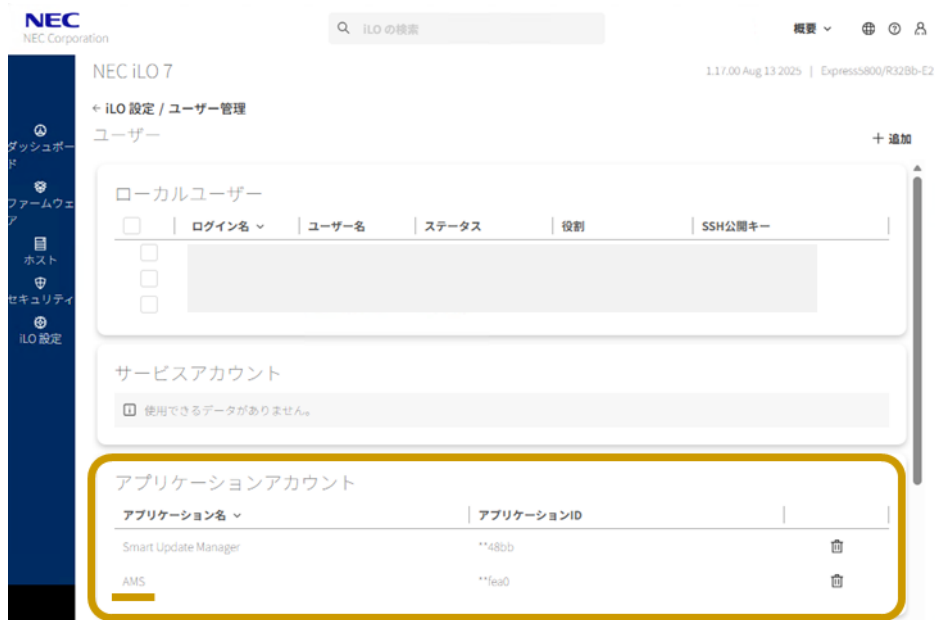 NEC
NEC Corporation
iLO の検索
概要
NEC iLO 7
1.17.00 Aug 13 2025 | Express5800/R32Bb-E2
← iLO 設定 / ユーザー管理
ユーザー
+ 追加
ダッシュボー
ド
ファームウェ
ア
ホスト
セキュリティ
iLO 設定
ローカルユーザー
ログイン名 ユーザー名 ステータス 役割 SSH公開キー
サービスアカウント
使用できるデータがありません。
アプリケーションアカウント
アプリケーション名 アプリケーションID
Smart Update Manager **48bb
AMS **fea0